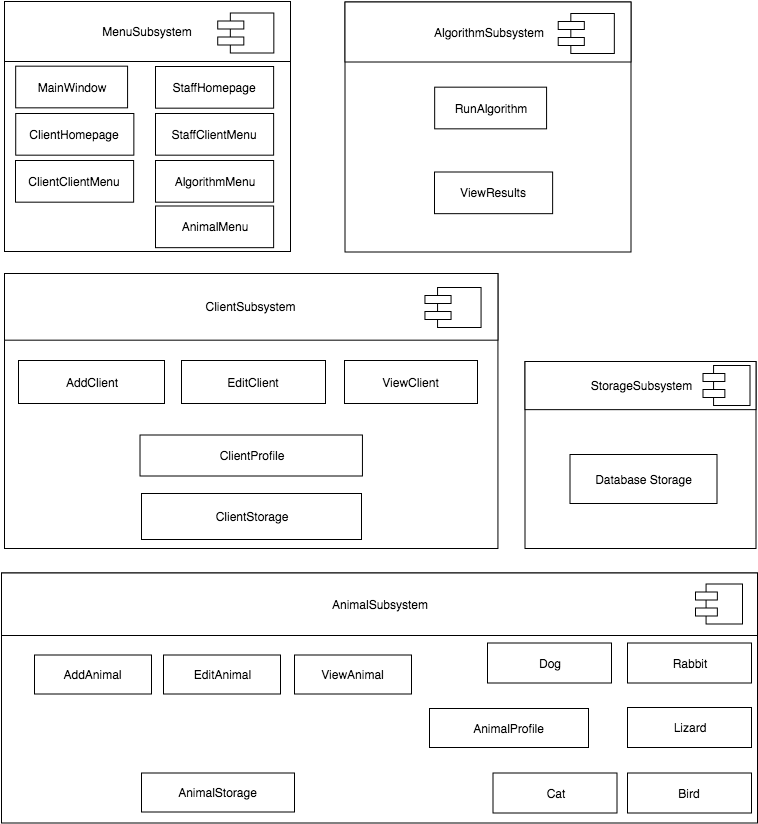 MenuSubsystem
MainWindow
StaffHomepage
ClientHomepage
StaffClientMenu
ClientClientMenu
AlgorithmMenu
AnimalMenu
AlgorithmSubsystem
RunAlgorithm
ViewResults
ClientSubsystem
AddClient
EditClient
ViewClient
ClientProfile
ClientStorage
StorageSubsystem
Database Storage
AnimalSubsystem
AddAnimal
EditAnimal
ViewAnimal
Dog
Rabbit
AnimalProfile
Lizard
AnimalStorage
Cat
Bird